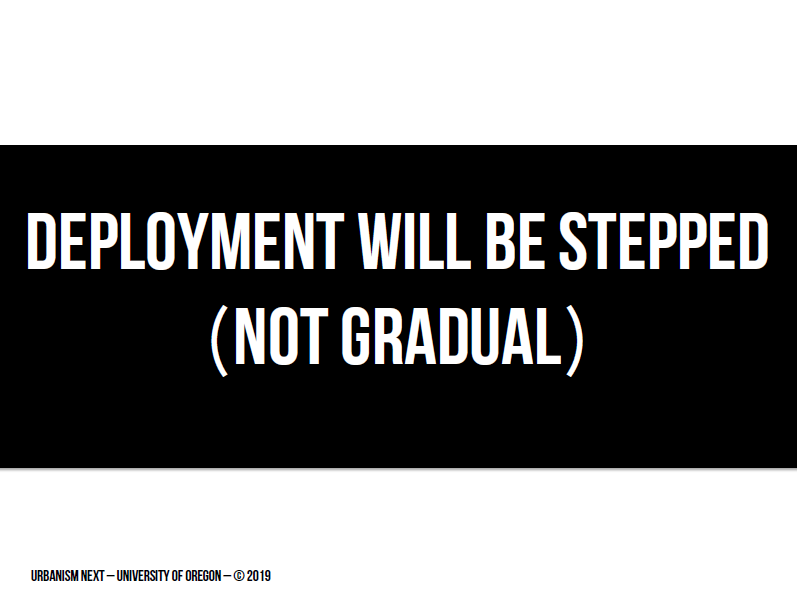 DEPLOYMENT WILL BE STEPPED
(NOT GRADUAL)
URBANISM NEXT – UNIVERSITY OF OREGON – © 2019